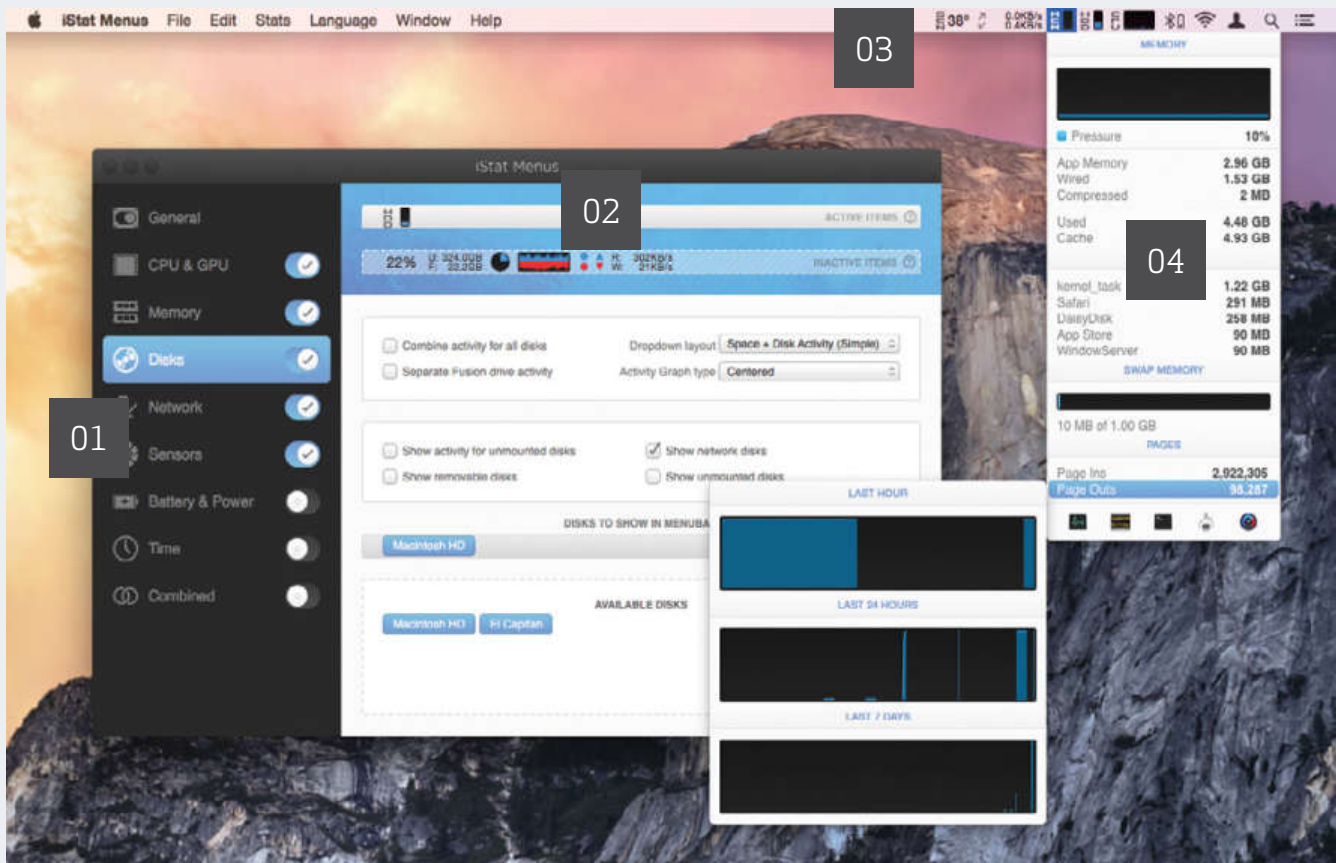 iStat Menus File Edit Stats Language Window Help
38°
03
MEMORY
Pressure 10%
App Memory 2.96 GB
Wired 1.53 GB
Compressed 2 MB
Used 4.48 GB
Cache 4.93 GB
04
kernel_task 1.22 GB
Safari 291 MB
DaisyDisk 258 MB
App Store 90 MB
WindowServer 90 MB
SWAP MEMORY
10 MB of 1.00 GB
PAGES
Page Ins 2,922,305
Page Outs 98,287
iStat Menus
02
General
CPU & GPU
Memory
Disks
Network
01
Sensors
Battery & Power
Time
Combined
ACTIVE ITEMS
22% R: 302KB/s
W: 21KB/s
INACTIVE ITEMS
Combine activity for all disks Dropdown layout Space + Disk Activity (Simple)
Separate Fusion drive activity Activity Graph type Centered
Show activity for unmounted disks Show network disks
Show removable disks Show unmounted disks
DISKS TO SHOW IN
Macintosh HD
AVAILABLE DISKS
Macintosh HD El Capitan
LAST HOUR
LAST 24 HOURS
LAST 7 DAYS